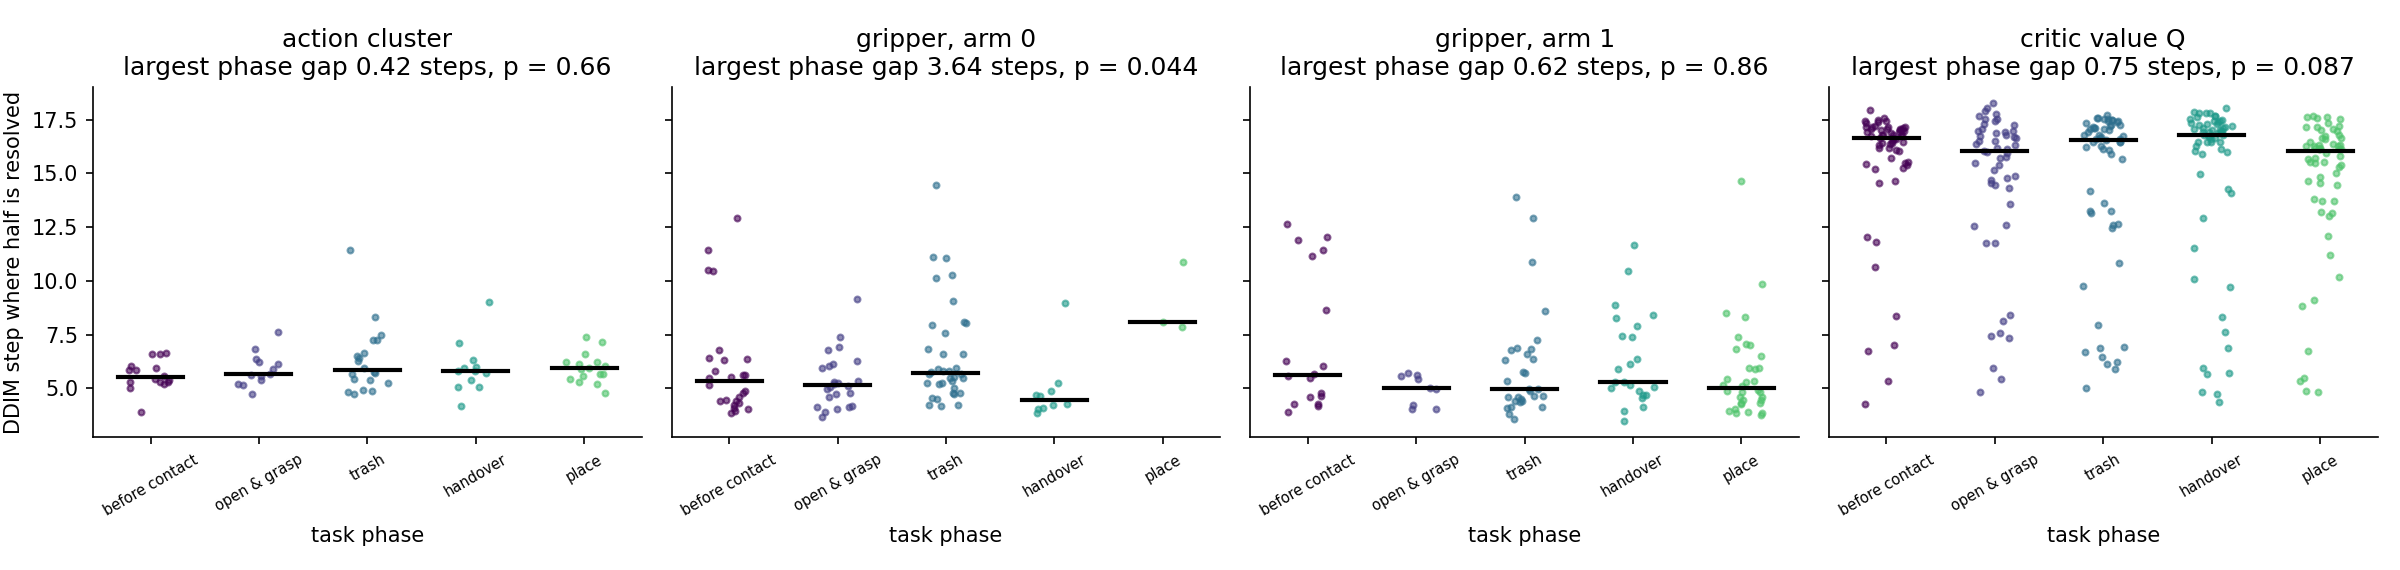 action cluster
largest phase gap 0.42 steps, p = 0.66
gripper, arm 0
largest phase gap 3.64 steps, p = 0.044
gripper, arm 1
largest phase gap 0.62 steps, p = 0.86
critic value Q
largest phase gap 0.75 steps, p = 0.087
DDIM step where half is resolved
17.5
15.0
12.5
10.0
7.5
5.0
before contact
open & grasp
trash
handover
place
task phase
before contact
open & grasp
trash
handover
place
task phase
before contact
open & grasp
trash
handover
place
task phase
before contact
open & grasp
trash
handover
place
task phase